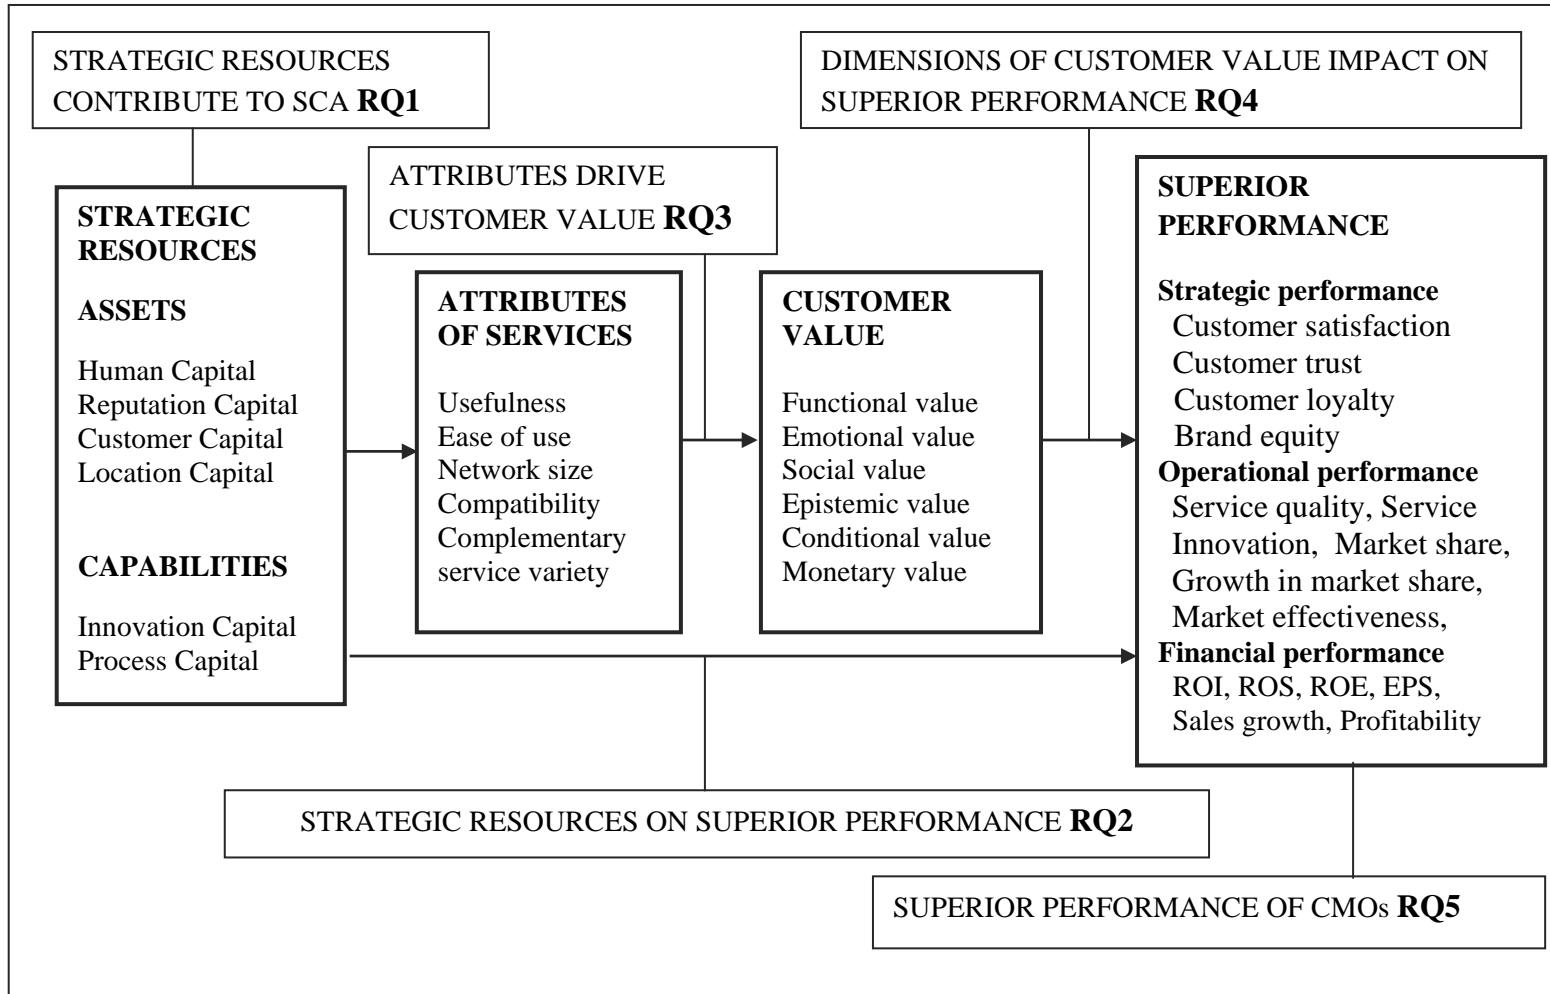 STRATEGIC RESOURCES
CONTRIBUTE TO SCA RQ1
DIMENSIONS OF CUSTOMER VALUE IMPACT ON
SUPERIOR PERFORMANCE RQ4
ATTRIBUTES DRIVE
CUSTOMER VALUE RQ3
STRATEGIC
RESOURCES
ASSETS
Human Capital
Reputation Capital
Customer Capital
Location Capital
CAPABILITIES
Innovation Capital
Process Capital
ATTRIBUTES
OF SERVICES
Usefulness
Ease of use
Network size
Compatibility
Complementary
service variety
CUSTOMER
VALUE
Functional value
Emotional value
Social value
Epistemic value
Conditional value
Monetary value
SUPERIOR
PERFORMANCE
Strategic performance
Customer satisfaction
Customer trust
Customer loyalty
Brand equity
Operational performance
Service quality, Service
Innovation, Market share,
Growth in market share,
Market effectiveness,
Financial performance
ROI, ROS, ROE, EPS,
Sales growth, Profitability
STRATEGIC RESOURCES ON SUPERIOR PERFORMANCE RQ2
SUPERIOR PERFORMANCE OF CMOs RQ5